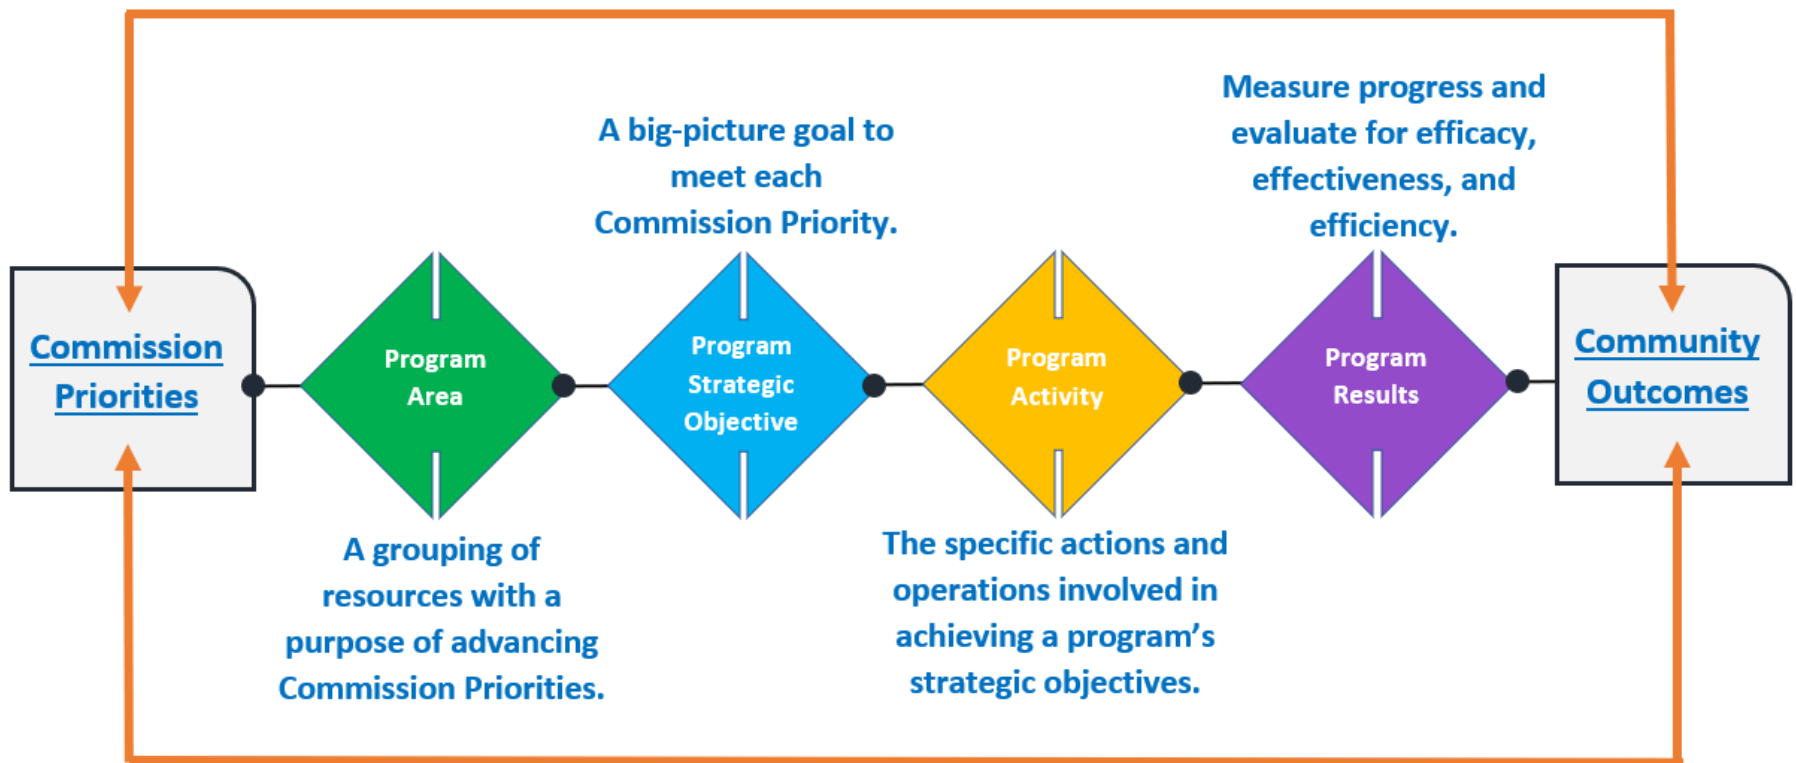 Commission
Priorities
Program
Area
A grouping of
resources with a
purpose of advancing
Commission Priorities.
A big-picture goal to
meet each
Commission Priority.
Program
Strategic
Objective
Program
Activity
The specific actions and
operations involved in
achieving a program’s
strategic objectives.
Measure progress and
evaluate for efficacy,
effectiveness, and
efficiency.
Program
Results
Community
Outcomes